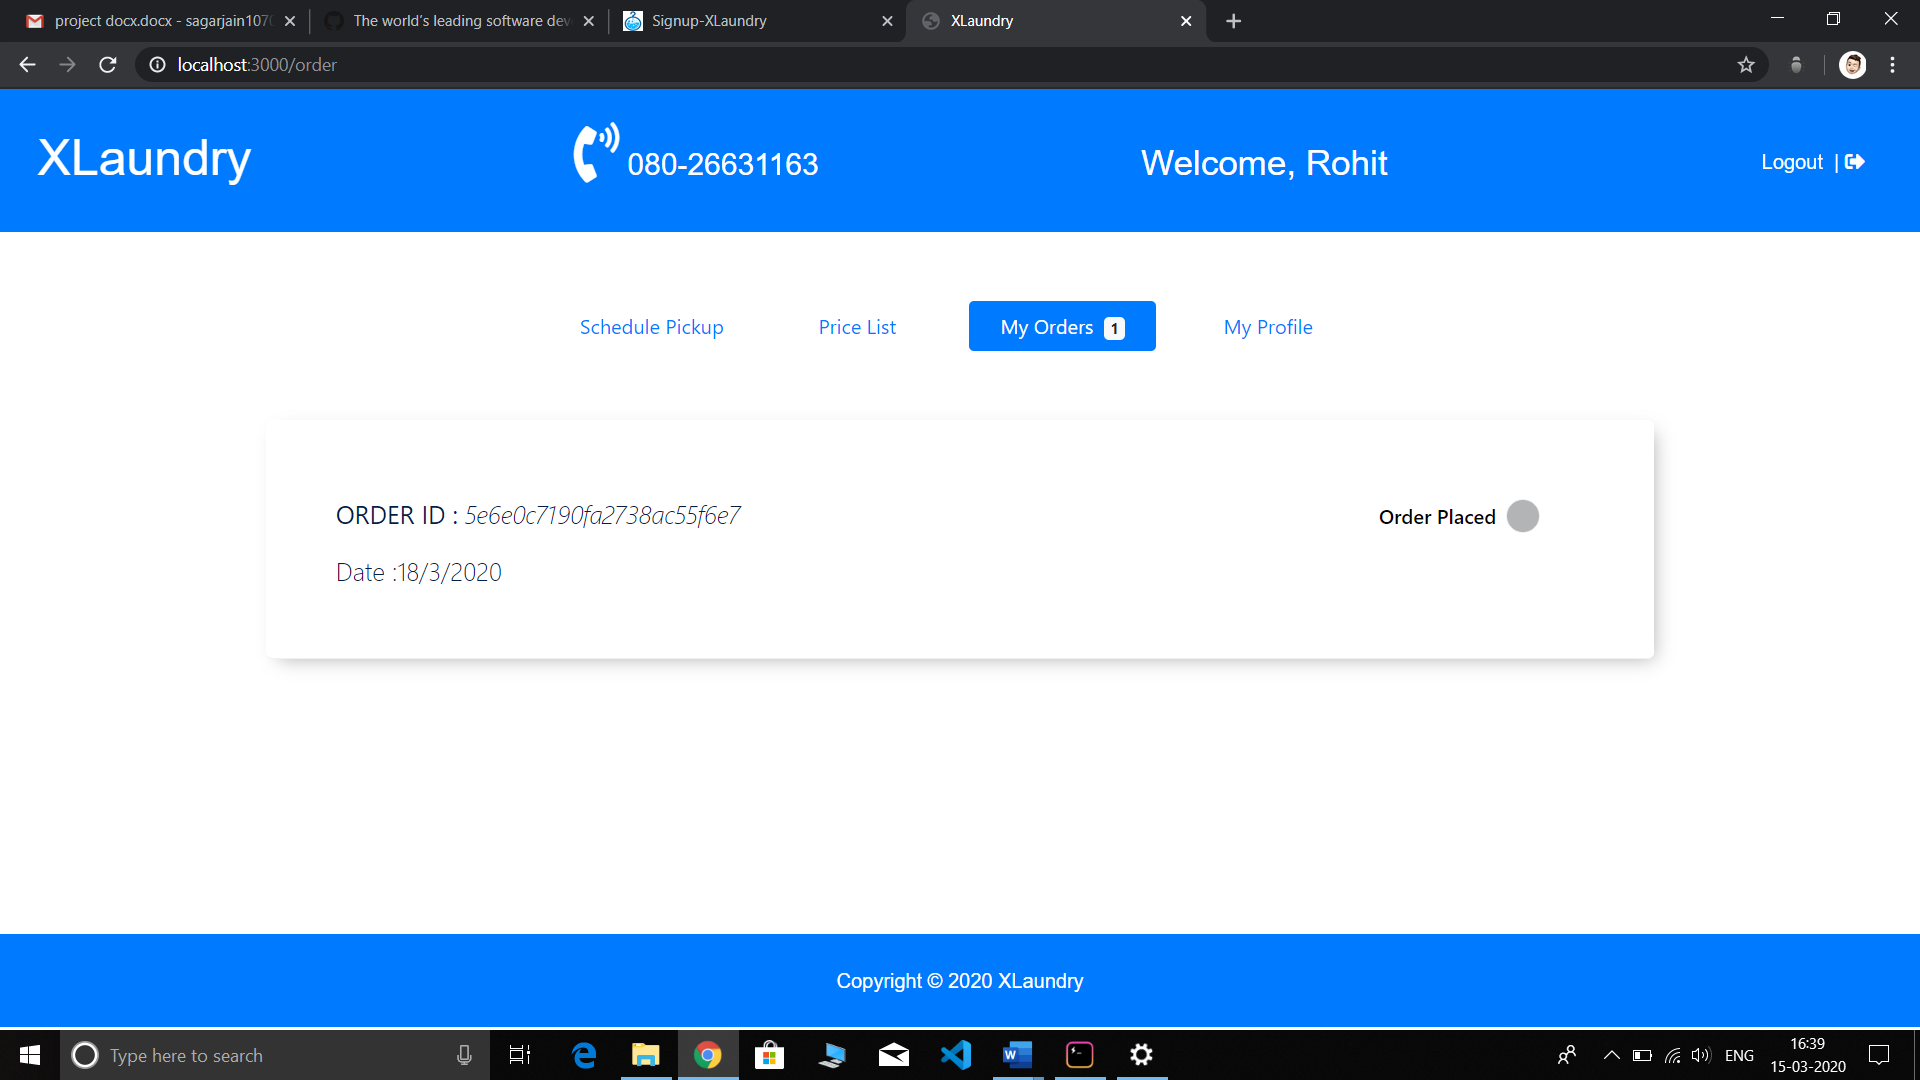 project docx.docx - sagarjain107
The world's leading software dev
Signup-XLaundry
XLaundry
localhost:3000/order
XLaundry
080-26631163
Welcome, Rohit
Logout |
Schedule Pickup
Price List
My Orders 1
My Profile
ORDER ID : 5e6e0c7190fa2738ac55f6e7
Order Placed
Date :18/3/2020
Copyright © 2020 XLaundry
Type here to search
ENG
16:39
15-03-2020